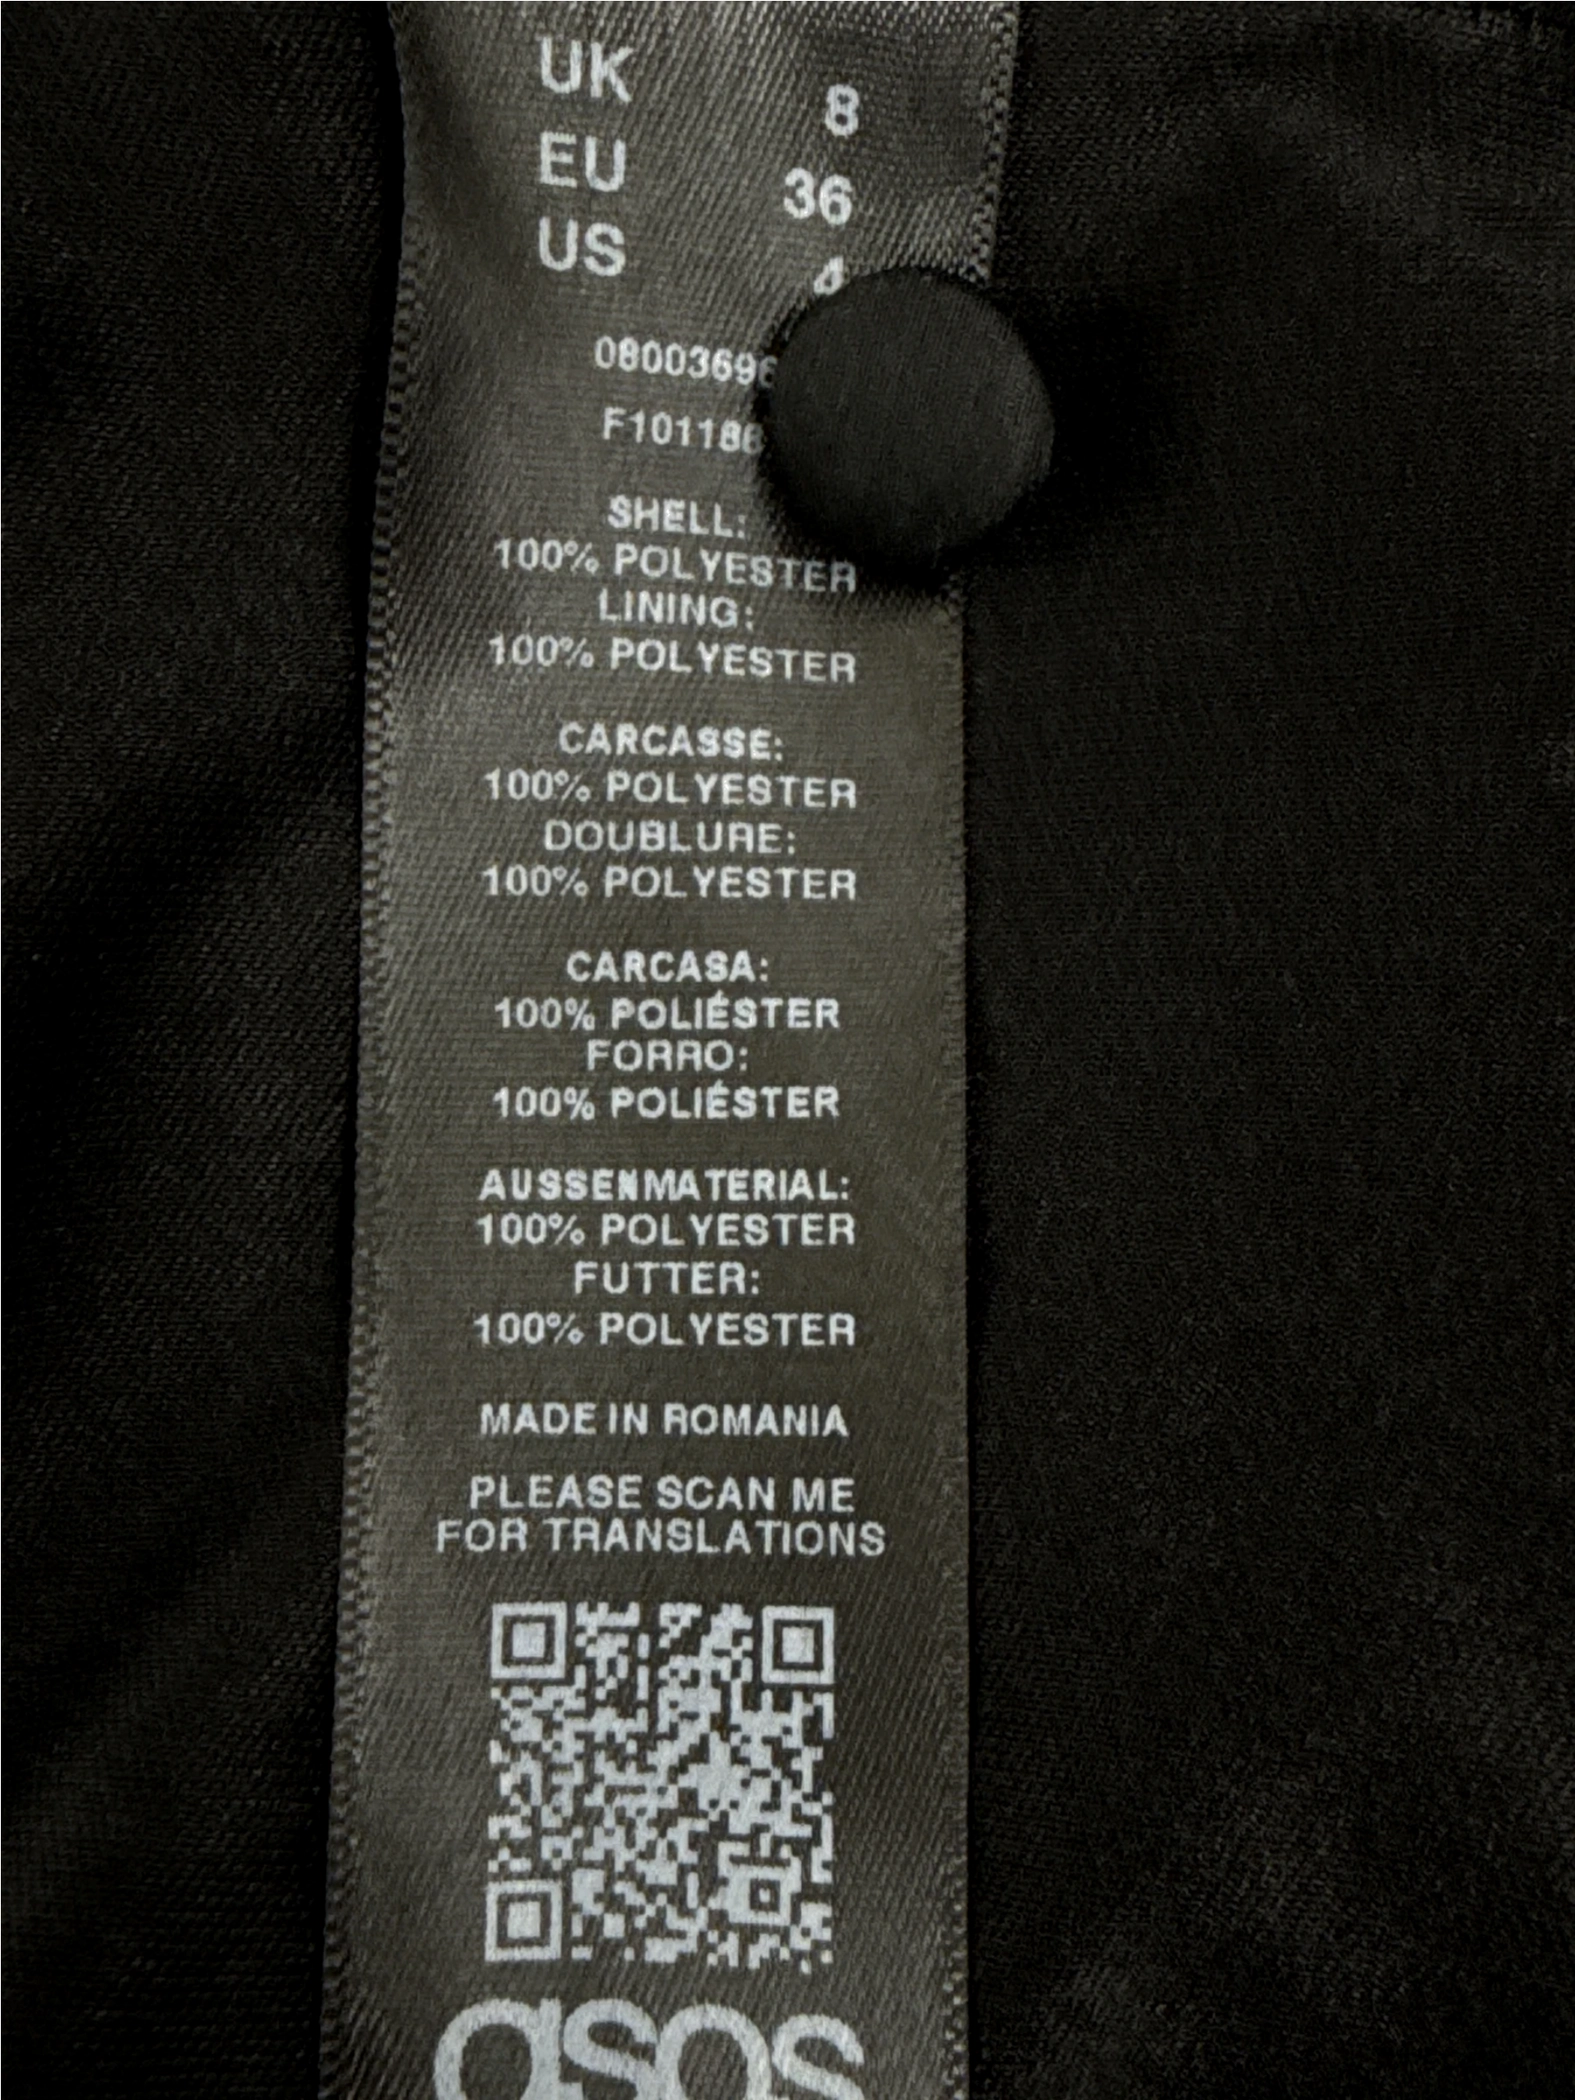 UK 8
EU 36
US 4
SHELL:
100% POLYESTER
LINING:
100% POLYESTER
CARCASSE:
100% POLYESTER
DOUBLURE:
100% POLYESTER
CARCASA:
100% POLIÉSTER
FORRO:
100% POLIÉSTER
AUSSENMATERIAL:
100% POLYESTER
FUTTER:
100% POLYESTER
MADE IN ROMANIA
PLEASE SCAN ME
FOR TRANSLATIONS
asos